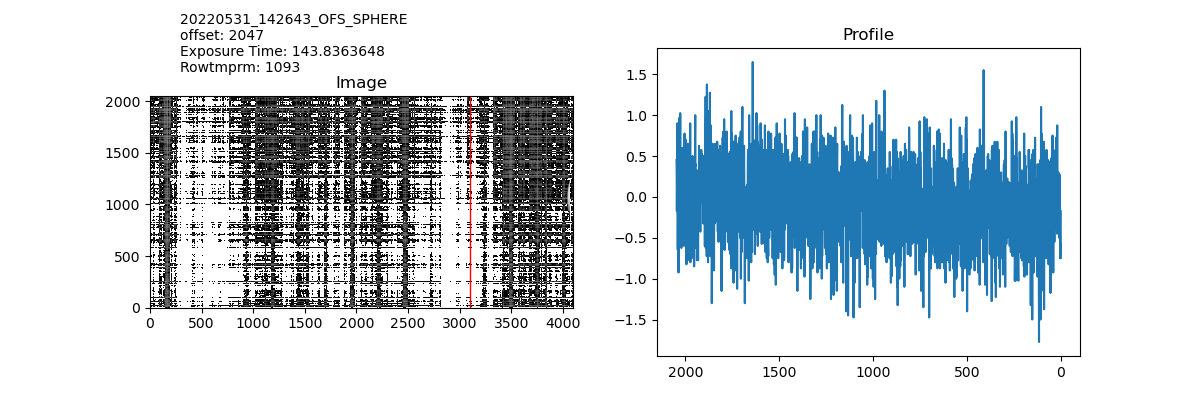 20220531_142643_OFS_SPHERE
offset: 2047
Exposure Time: 143.8363648
Rowtmprm: 1093
Image
2000
1500
1000
500
0
0 500 1000 1500 2000 2500 3000 3500 4000
Profile
1.5
1.0
0.5
0.0
−0.5
−1.0
−1.5
2000 1500 1000 500 0